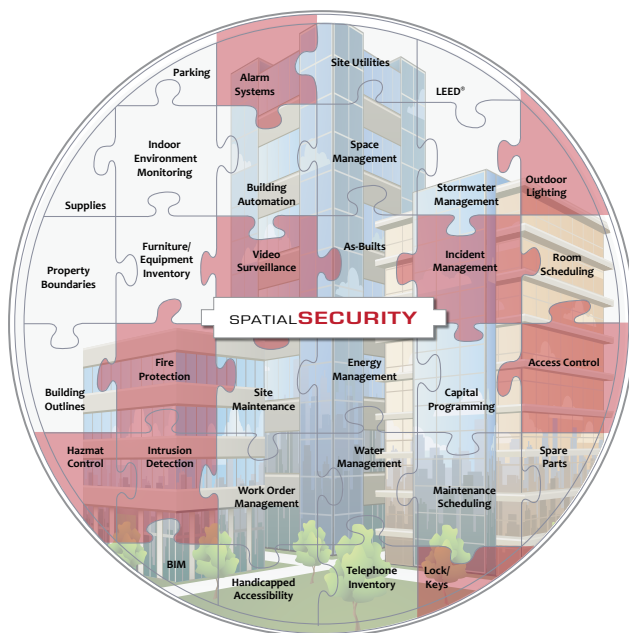 Parking
Alarm
Systems
Site Utilities
LEED®
Indoor
Environment
Monitoring
Space
Management
Supplies
Building
Automation
Stormwater
Management
Outdoor
Lighting
Property
Boundaries
Furniture/
Equipment
Inventory
Video
Surveillance
As-Builts
Incident
Management
Room
Scheduling
SPATIALSECURITY
Building
Outlines
Fire
Protection
Site
Maintenance
Energy
Management
Capital
Programming
Access Control
Hazmat
Control
Intrusion
Detection
Work Order
Management
Water
Management
Maintenance
Scheduling
Spare
Parts
BIM
Handicapped
Accessibility
Telephone
Inventory
Lock/
Keys